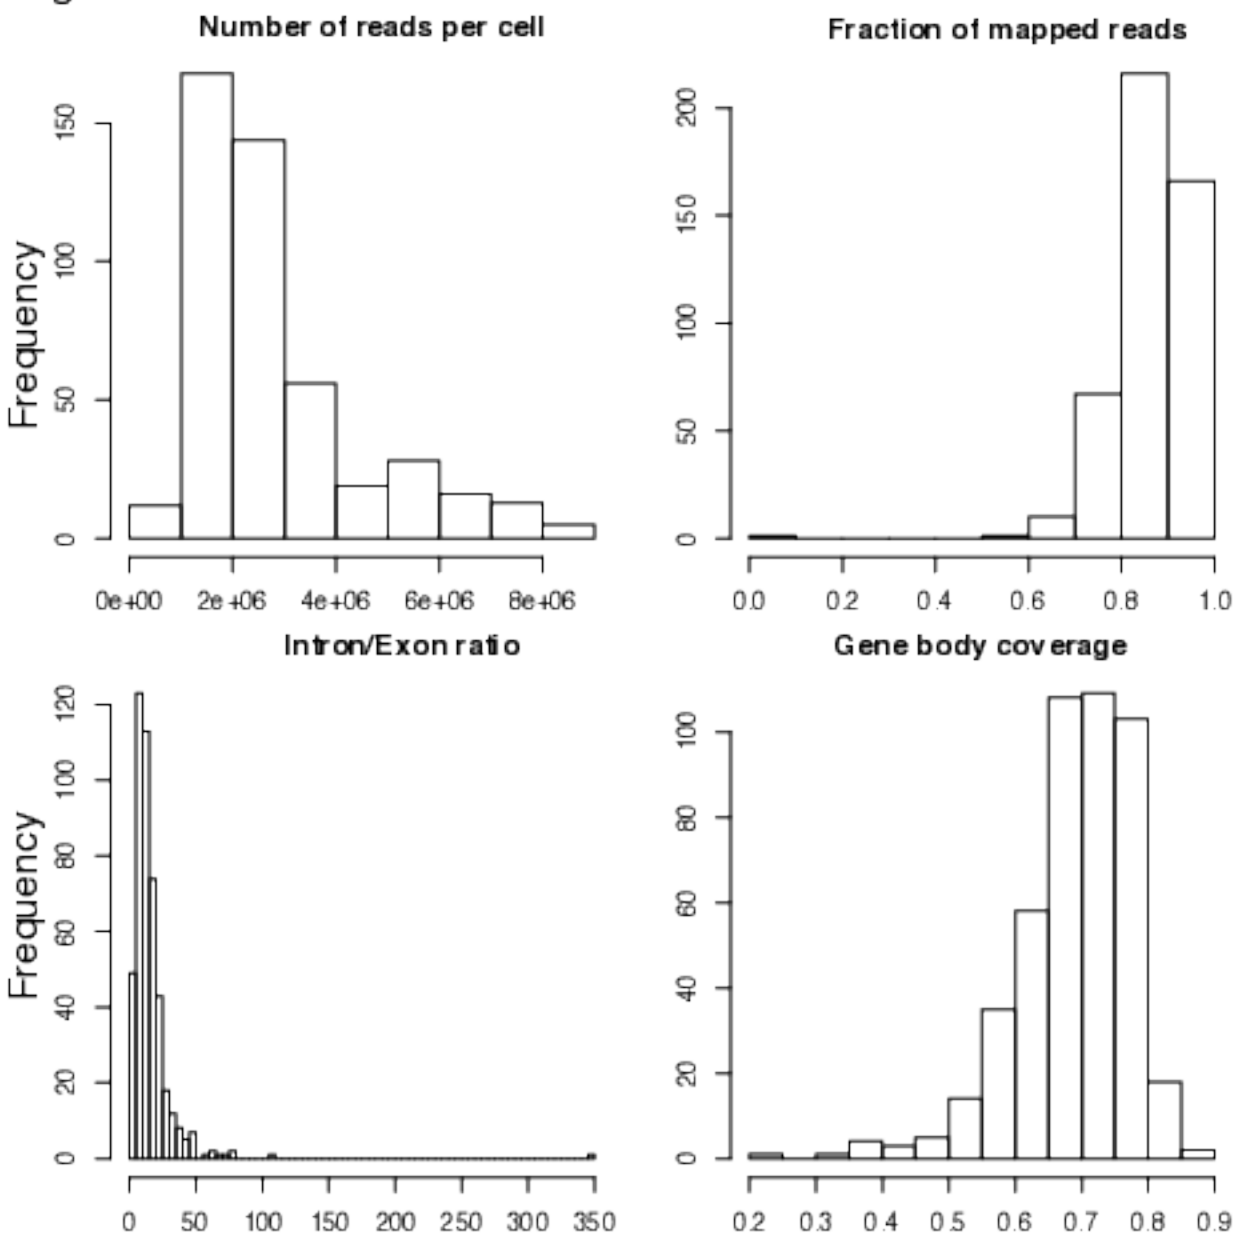 Number of reads per cell
Frequency
0 50 100 150
0e+00 2e+06 4e+06 6e+06 8e+06
Fraction of mapped reads
0 50 100 150 200
0.0 0.2 0.4 0.6 0.8 1.0
Intron/Exon ratio
Frequency
0 20 40 60 80 100 120
0 50 100 150 200 250 300 350
Gene body coverage
0 20 40 60 80 100
0.2 0.3 0.4 0.5 0.6 0.7 0.8 0.9